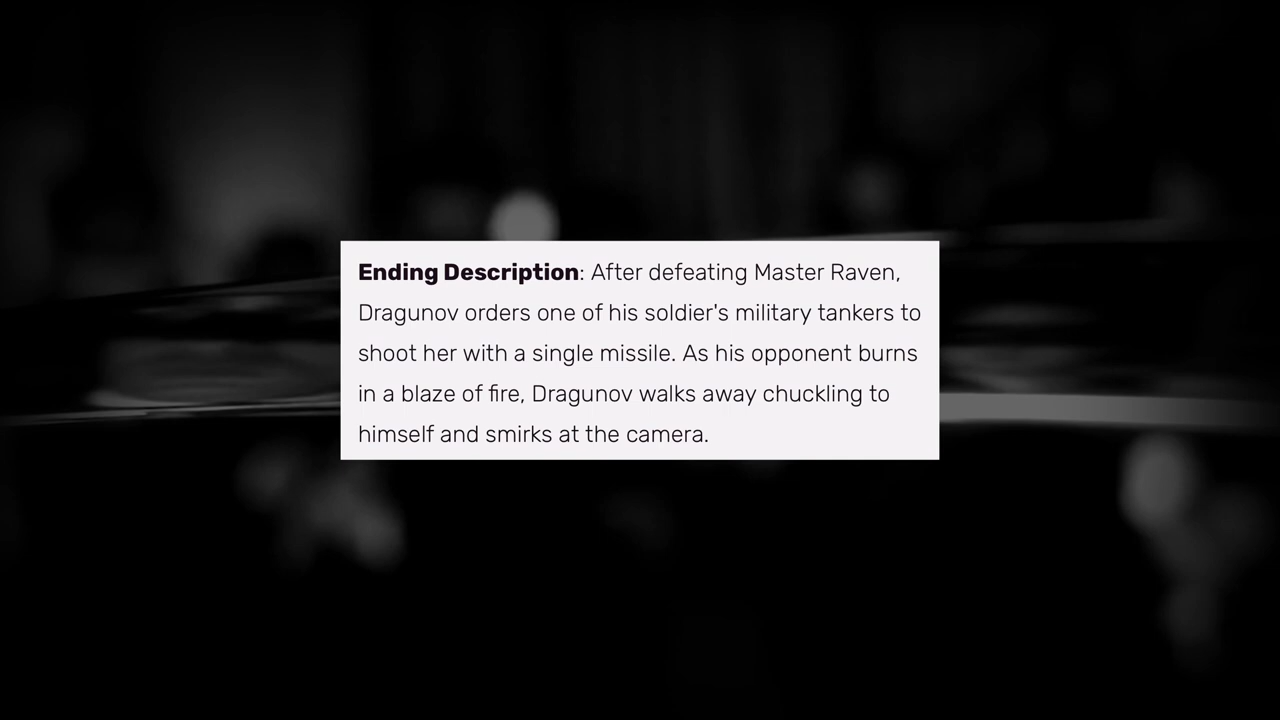 Ending Description: After defeating Master Raven,
Dragunov orders one of his soldier's military tankers to
shoot her with a single missile. As his opponent burns
in a blaze of fire, Dragunov walks away chuckling to
himself and smirks at the camera.